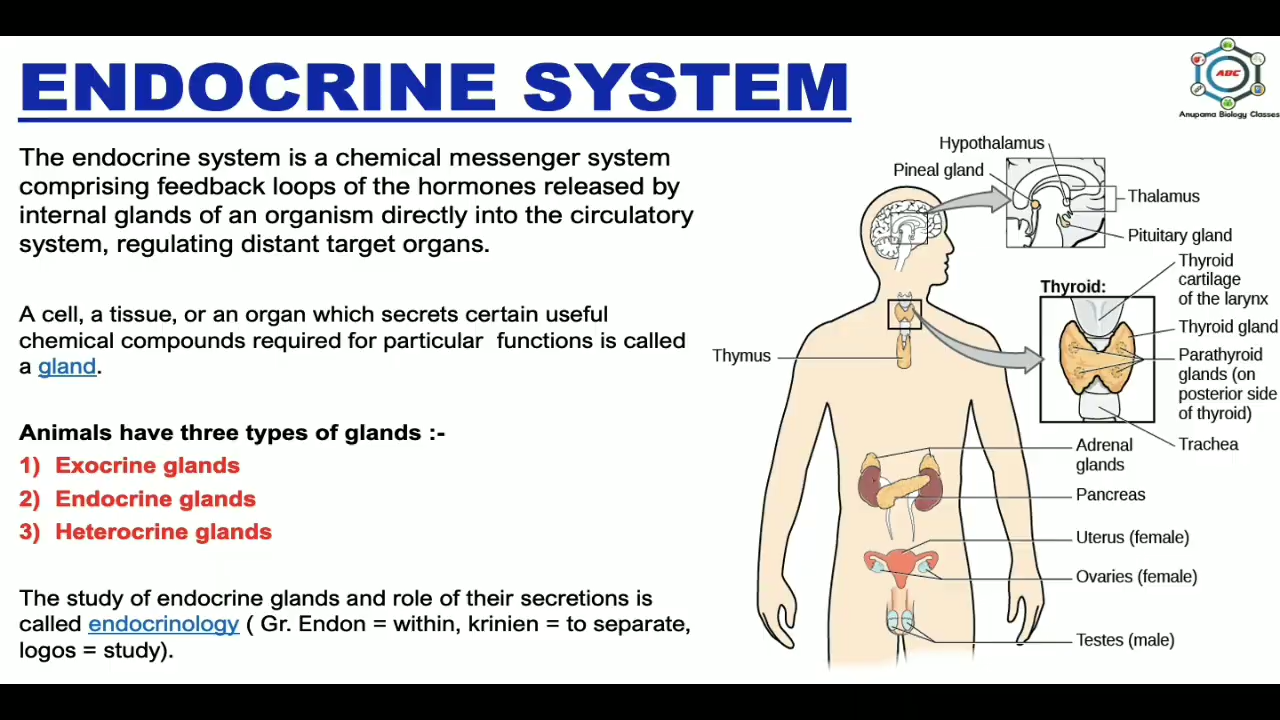 ENDOCRINE SYSTEM
ABC
Anupama Biology Classes
The endocrine system is a chemical messenger system
comprising feedback loops of the hormones released by
internal glands of an organism directly into the circulatory
system, regulating distant target organs.
A cell, a tissue, or an organ which secrets certain useful
chemical compounds required for particular functions is called
a gland.
Animals have three types of glands :-
1) Exocrine glands
2) Endocrine glands
3) Heterocrine glands
The study of endocrine glands and role of their secretions is
called endocrinology ( Gr. Endon = within, krinien = to separate,
logos = study).
Hypothalamus
Pineal gland
Thalamus
Pituitary gland
Thyroid:
Thyroid
cartilage
of the larynx
Thyroid gland
Parathyroid
glands (on
posterior side
of thyroid)
Trachea
Thymus
Adrenal
glands
Pancreas
Uterus (female)
Ovaries (female)
Testes (male)